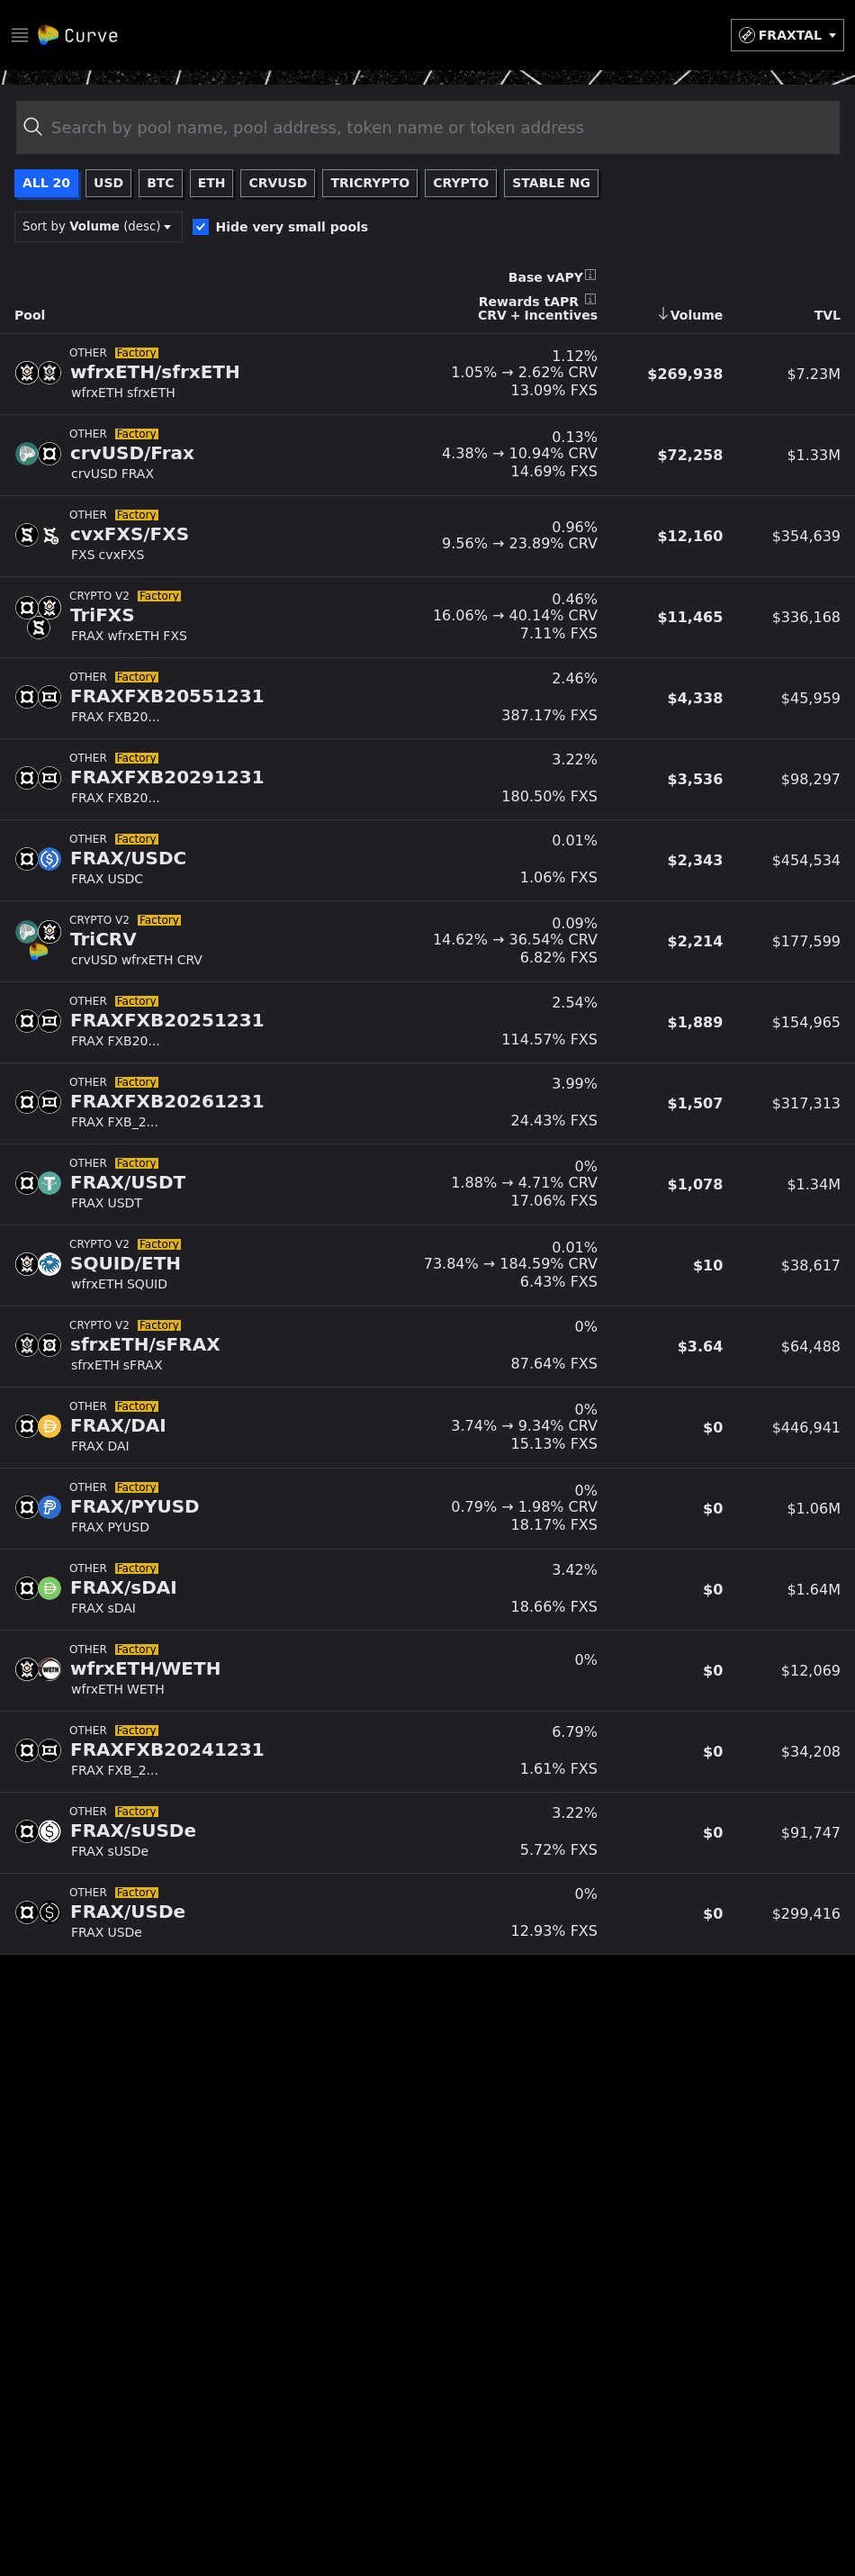 Curve
FRAXTAL
Search by pool name, pool address, token name or token address
ALL 20 USD BTC ETH CRVUSD TRICRYPTO CRYPTO STABLE NG
Sort by Volume (desc) Hide very small pools
Base vAPY
Rewards tAPR
Pool CRV + Incentives Volume TVL
OTHER Factory
wfrxETH/sfrxETH
wfrxETH sfrxETH
1.12%
1.05% → 2.62% CRV
13.09% FXS
$269,938
$7.23M
OTHER Factory
crvUSD/Frax
crvUSD FRAX
0.13%
4.38% → 10.94% CRV
14.69% FXS
$72,258
$1.33M
OTHER Factory
cvxFXS/FXS
FXS cvxFXS
0.96%
9.56% → 23.89% CRV
$12,160
$354,639
CRYPTO V2 Factory
TriFXS
FRAX wfrxETH FXS
0.46%
16.06% → 40.14% CRV
7.11% FXS
$11,465
$336,168
OTHER Factory
FRAXFXB20551231
FRAX FXB20...
2.46%
387.17% FXS
$4,338
$45,959
OTHER Factory
FRAXFXB20291231
FRAX FXB20...
3.22%
180.50% FXS
$3,536
$98,297
OTHER Factory
FRAX/USDC
FRAX USDC
0.01%
1.06% FXS
$2,343
$454,534
CRYPTO V2 Factory
TriCRV
crvUSD wfrxETH CRV
0.09%
14.62% → 36.54% CRV
6.82% FXS
$2,214
$177,599
OTHER Factory
FRAXFXB20251231
FRAX FXB20...
2.54%
114.57% FXS
$1,889
$154,965
OTHER Factory
FRAXFXB20261231
FRAX FXB_2...
3.99%
24.43% FXS
$1,507
$317,313
OTHER Factory
FRAX/USDT
FRAX USDT
0%
1.88% → 4.71% CRV
17.06% FXS
$1,078
$1.34M
CRYPTO V2 Factory
SQUID/ETH
wfrxETH SQUID
0.01%
73.84% → 184.59% CRV
6.43% FXS
$10
$38,617
CRYPTO V2 Factory
sfrxETH/sFRAX
sfrxETH sFRAX
0%
87.64% FXS
$3.64
$64,488
OTHER Factory
FRAX/DAI
FRAX DAI
0%
3.74% → 9.34% CRV
15.13% FXS
$0
$446,941
OTHER Factory
FRAX/PYUSD
FRAX PYUSD
0%
0.79% → 1.98% CRV
18.17% FXS
$0
$1.06M
OTHER Factory
FRAX/sDAI
FRAX sDAI
3.42%
18.66% FXS
$0
$1.64M
OTHER Factory
WETH
wfrxETH/WETH
wfrxETH WETH
0%
$0
$12,069
OTHER Factory
FRAXFXB20241231
FRAX FXB_2...
6.79%
1.61% FXS
$0
$34,208
OTHER Factory
FRAX/sUSDe
FRAX sUSDe
3.22%
5.72% FXS
$0
$91,747
OTHER Factory
FRAX/USDe
FRAX USDe
0%
12.93% FXS
$0
$299,416